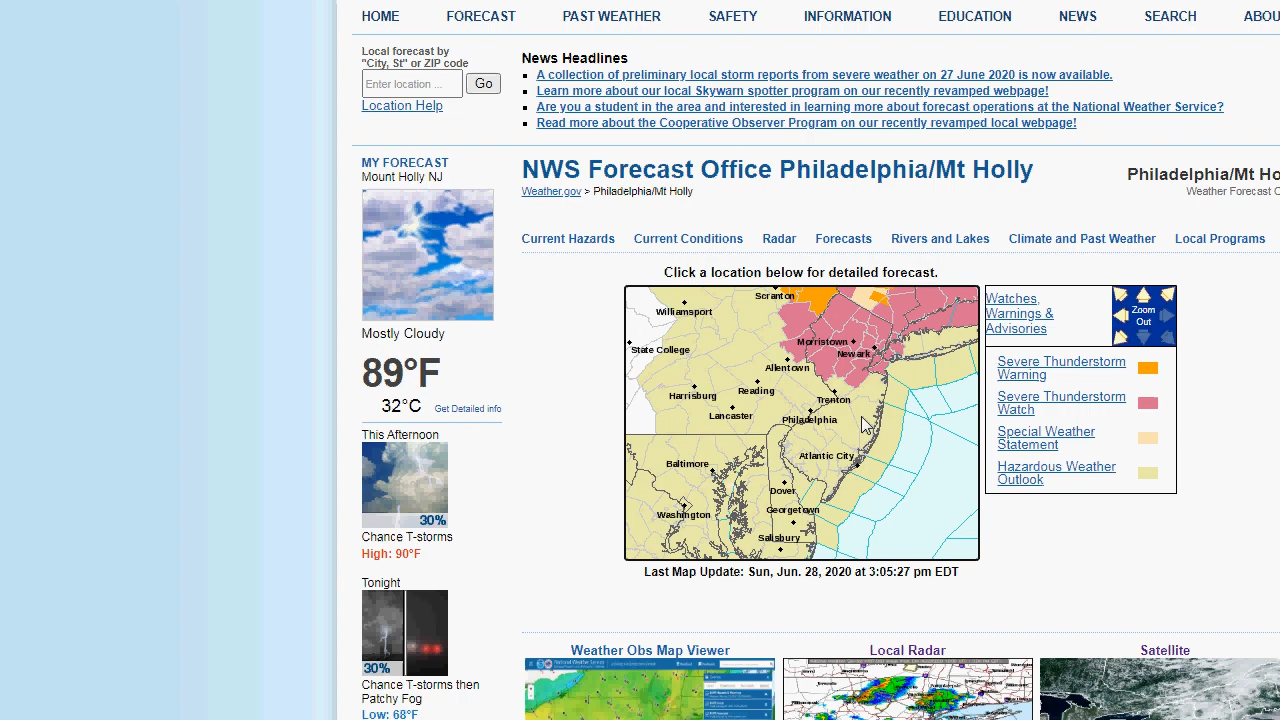 HOME FORECAST PAST WEATHER SAFETY INFORMATION EDUCATION NEWS SEARCH ABOU
Local forecast by
"City, St" or ZIP code
Enter location ... Go
Location Help
News Headlines
A collection of preliminary local storm reports from severe weather on 27 June 2020 is now available.
Learn more about our local Skywarn spotter program on our recently revamped webpage!
Are you a student in the area and interested in learning more about forecast operations at the National Weather Service?
Read more about the Cooperative Observer Program on our recently revamped local webpage!
MY FORECAST
Mount Holly NJ
Mostly Cloudy
89°F
32°C Get Detailed info
This Afternoon
30%
Chance T-storms
High: 90°F
Tonight
30%
Chance T-storms then
Patchy Fog
Low: 68°F
NWS Forecast Office Philadelphia/Mt Holly
Weather.gov > Philadelphia/Mt Holly
Philadelphia/Mt Ho
Weather Forecast O
Current Hazards Current Conditions Radar Forecasts Rivers and Lakes Climate and Past Weather Local Programs
Click a location below for detailed forecast.
Scranton
Williamsport
Morristown
State College
Newark
Allentown
Harrisburg
Reading
Trenton
Lancaster
Philadelphia
Atlantic City
Baltimore
Dover
Georgetown
Washington
Salisbury
Watches,
Warnings &
Advisories
Zoom
Out
Severe Thunderstorm
Warning
Severe Thunderstorm
Watch
Special Weather
Statement
Hazardous Weather
Outlook
Last Map Update: Sun, Jun. 28, 2020 at 3:05:27 pm EDT
Weather Obs Map Viewer Local Radar Satellite